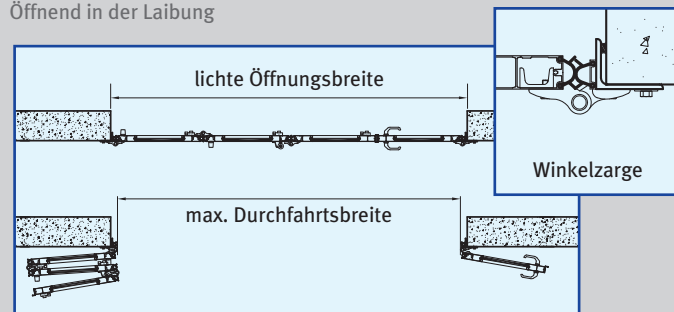 Öffnend in der Laibung
lichte Öffnungsbreite
Winkelzarge
max. Durchfahrtsbreite